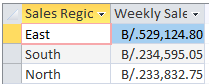 Sales Regic Weekly Sale
East B/.529,124.80
South B/.234,595.05
North B/.233,832.75